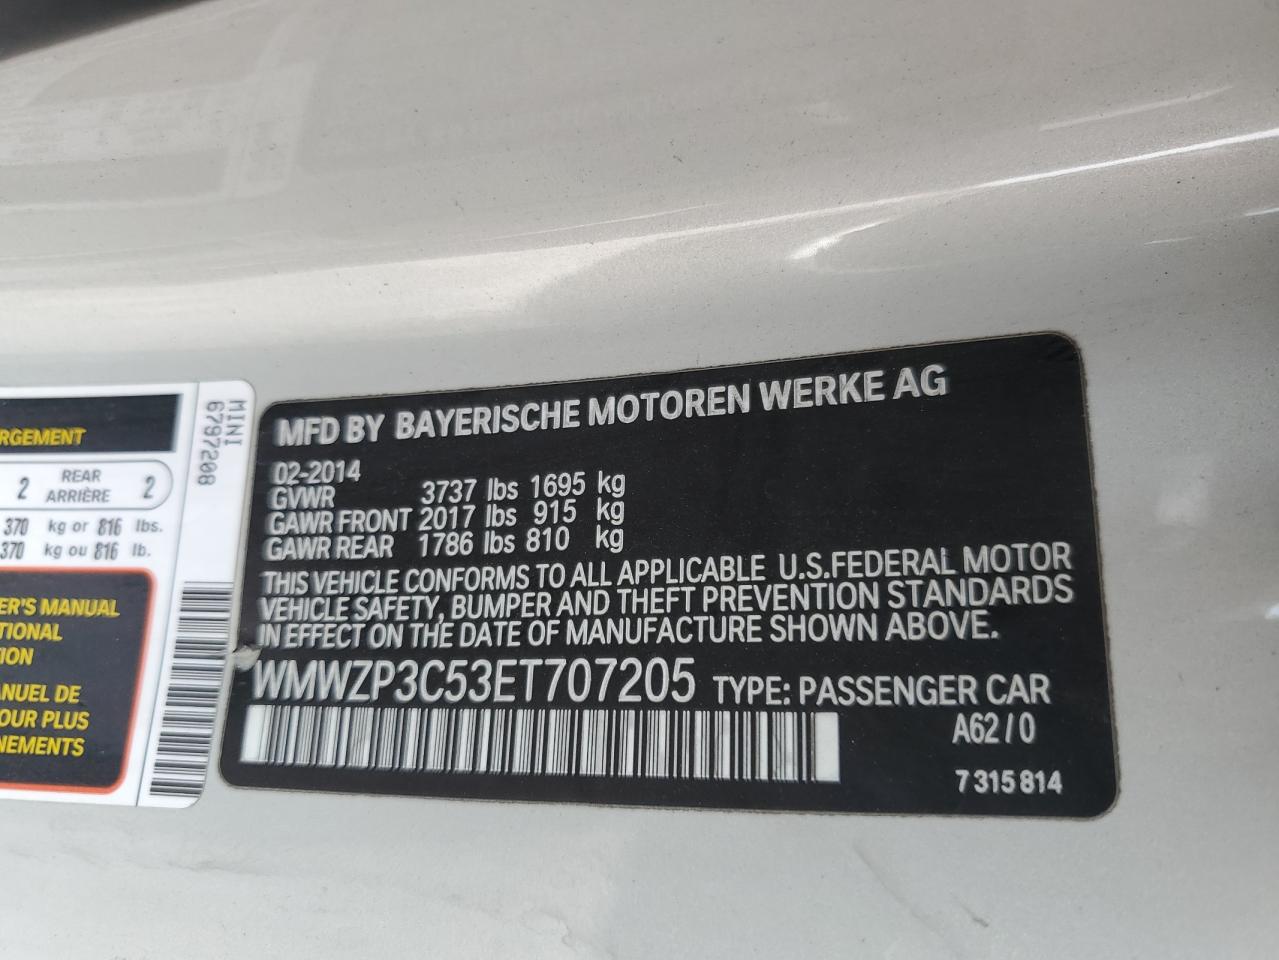 RGEMENT
2 REAR ARRIÈRE 2
370 kg or 816 lbs.
370 kg ou 816 lb.
ER'S MANUAL
TIONAL
TION
ANUEL DE
OUR PLUS
NEMENTS
MINI
6797208
MFD BY BAYERISCHE MOTOREN WERKE AG
02-2014
GVWR 3737 lbs 1695 kg
GAWR FRONT 2017 lbs 915 kg
GAWR REAR 1786 lbs 810 kg
THIS VEHICLE CONFORMS TO ALL APPLICABLE U.S.FEDERAL MOTOR
VEHICLE SAFETY, BUMPER AND THEFT PREVENTION STANDARDS
IN EFFECT ON THE DATE OF MANUFACTURE SHOWN ABOVE.
WMWZP3C53ET707205 TYPE: PASSENGER CAR
A62/0
7 315 814